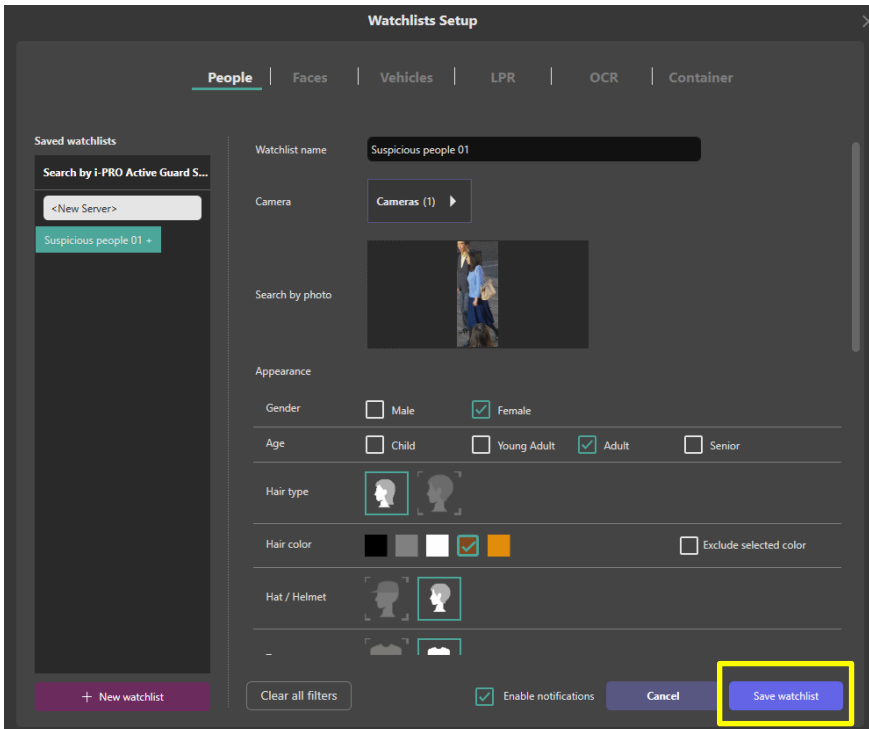 Watchlists Setup
People Faces Vehicles LPR OCR Container
Saved watchlists
Search by i-PRO Active Guard S...
<New Server>
Suspicious people 01 +
+ New watchlist
Watchlist name Suspicious people 01
Camera Cameras (1)
Search by photo
Appearance
Gender Male Female
Age Child Young Adult Adult Senior
Hair type
Hair color Exclude selected color
Hat / Helmet
Clear all filters Enable notifications Cancel Save watchlist